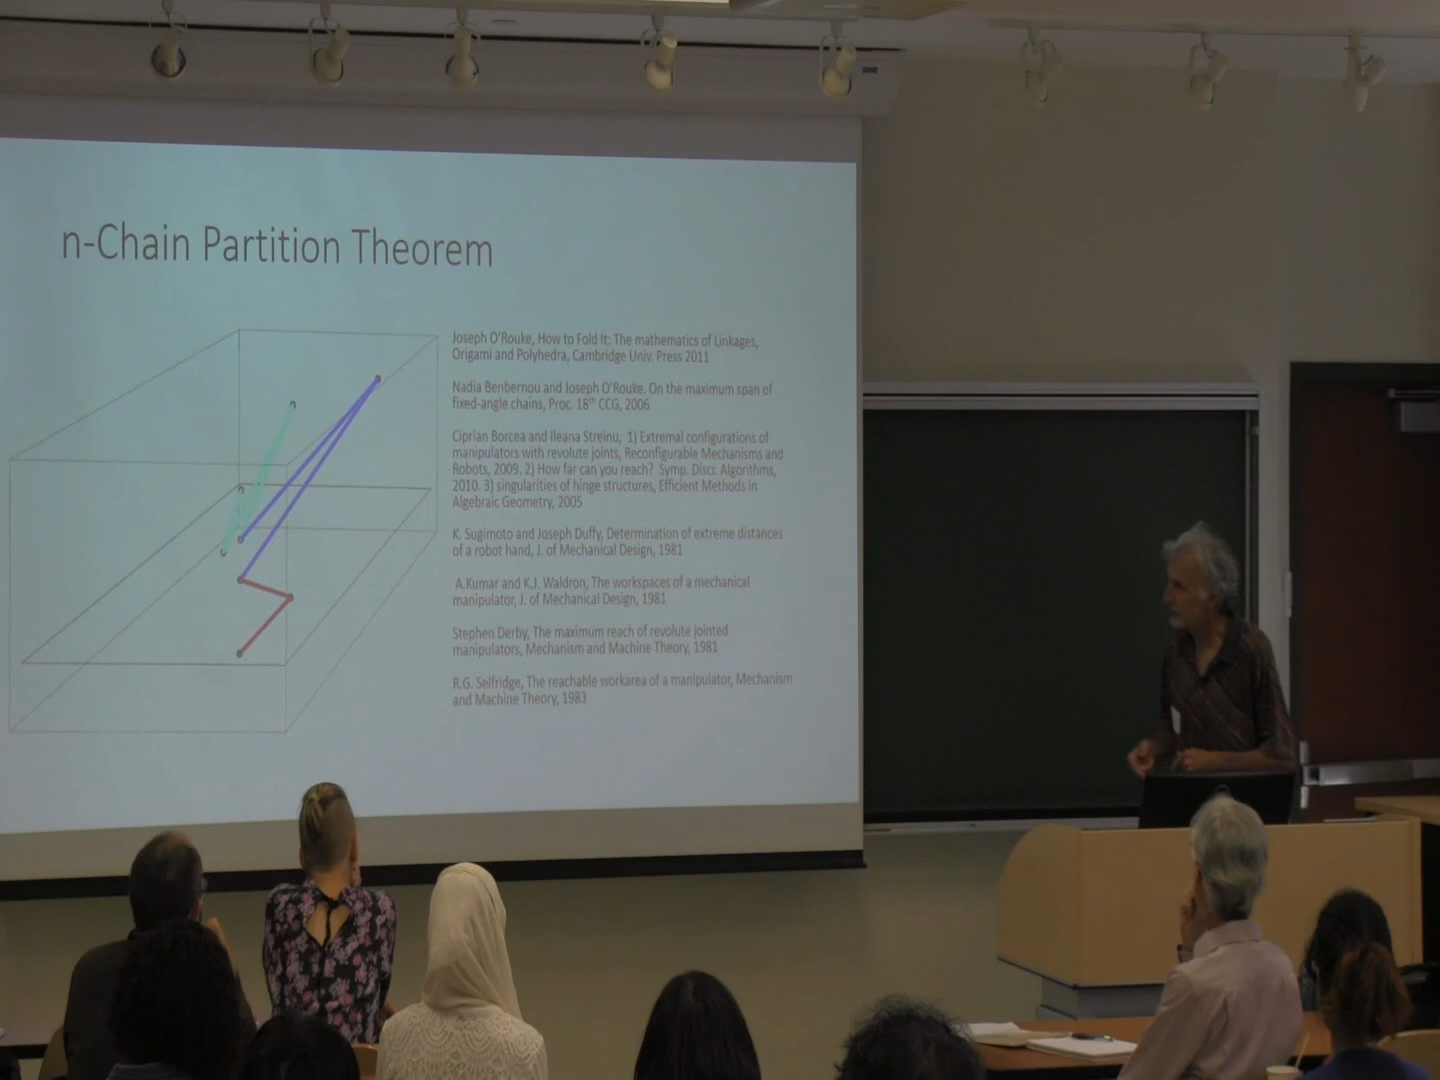 n-Chain Partition Theorem
Joseph O'Rouke, How to Fold It: The mathematics of Linkages,
Origami and Polyhedra, Cambridge Univ. Press 2011
Nadia Benbernou and Joseph O'Rouke. On the maximum span of
fixed-angle chains, Proc. 18th CCG, 2006
Ciprian Borcea and Ileana Streinu, 1) Extremal configurations of
manipulators with revolute joints, Reconfigurable Mechanisms and
Robots, 2009. 2) How far can you reach? Symp. Discr. Algorithms,
2010. 3) singularities of hinge structures, Efficient Methods in
Algebraic Geometry, 2005
K. Sugimoto and Joseph Duffy, Determination of extreme distances
of a robot hand, J. of Mechanical Design, 1981
A.Kumar and K.J. Waldron, The workspaces of a mechanical
manipulator, J. of Mechanical Design, 1981
Stephen Derby, The maximum reach of revolute jointed
manipulators, Mechanism and Machine Theory, 1981
R.G. Selfridge, The reachable workarea of a manipulator, Mechanism
and Machine Theory, 1983